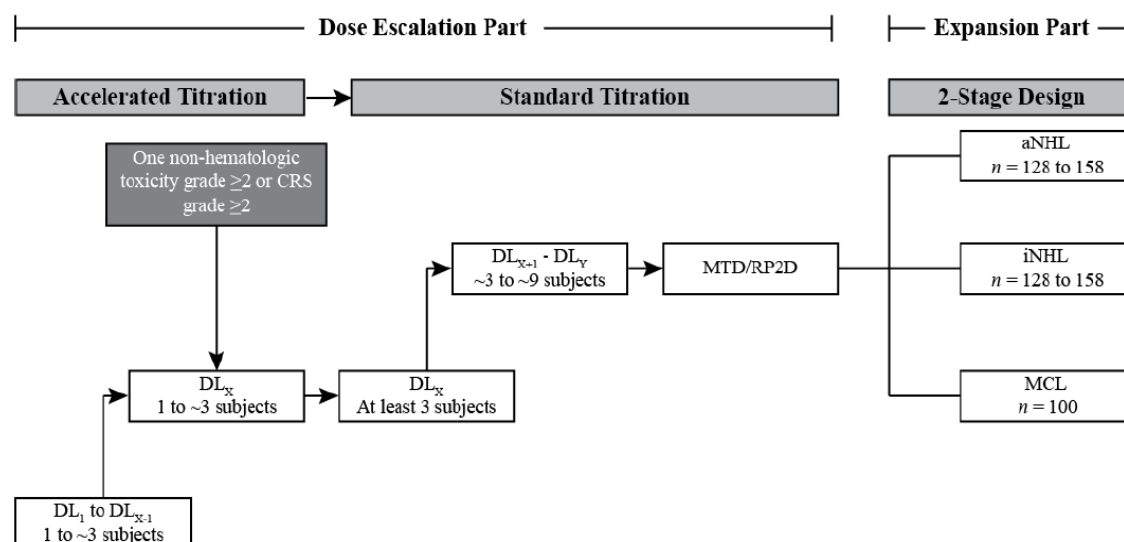 Dose Escalation Part
Expansion Part
Accelerated Titration
Standard Titration
2-Stage Design
One non-hematologic
toxicity grade ≥2 or CRS
grade ≥2
aNHL
n = 128 to 158
DLX+1 - DLY
~3 to ~9 subjects
MTD/RP2D
iNHL
n = 128 to 158
DLX
1 to ~3 subjects
DLX
At least 3 subjects
MCL
n = 100
DL1 to DLX-1
1 to ~3 subjects